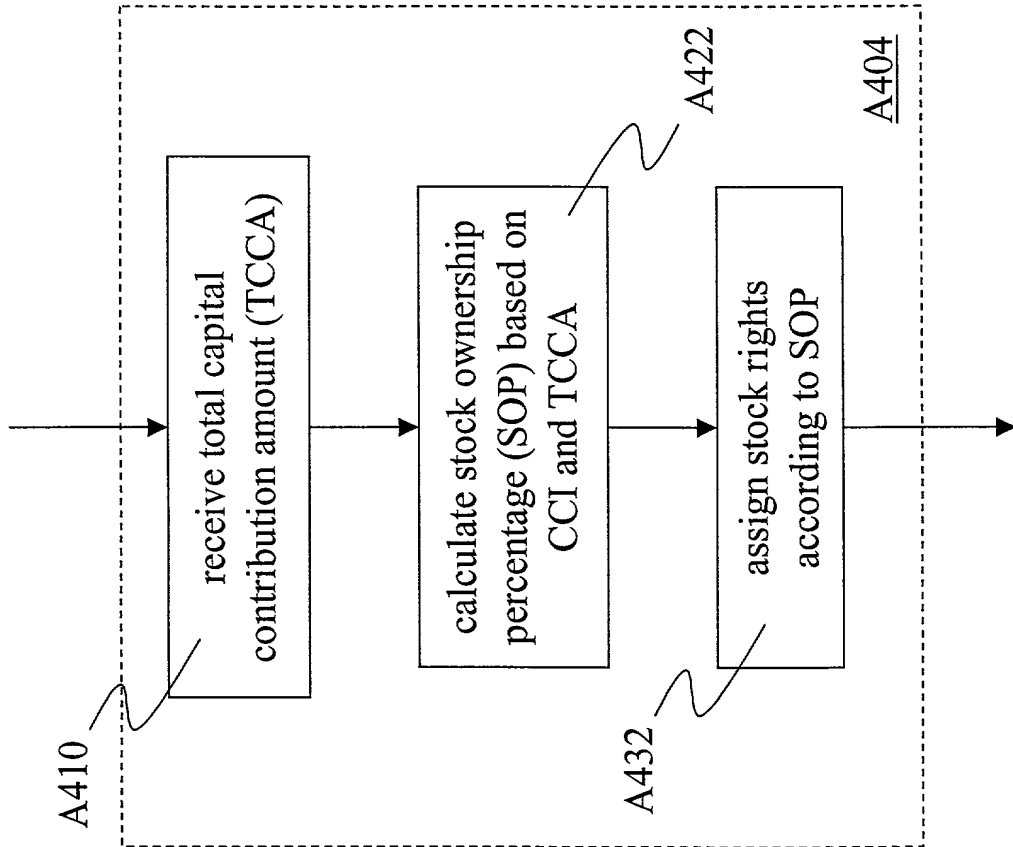 A410
receive total capital
contribution amount (TCCA)
calculate stock ownership
percentage (SOP) based on
CCI and TCCA
A422
A432
assign stock rights
according to SOP
A404